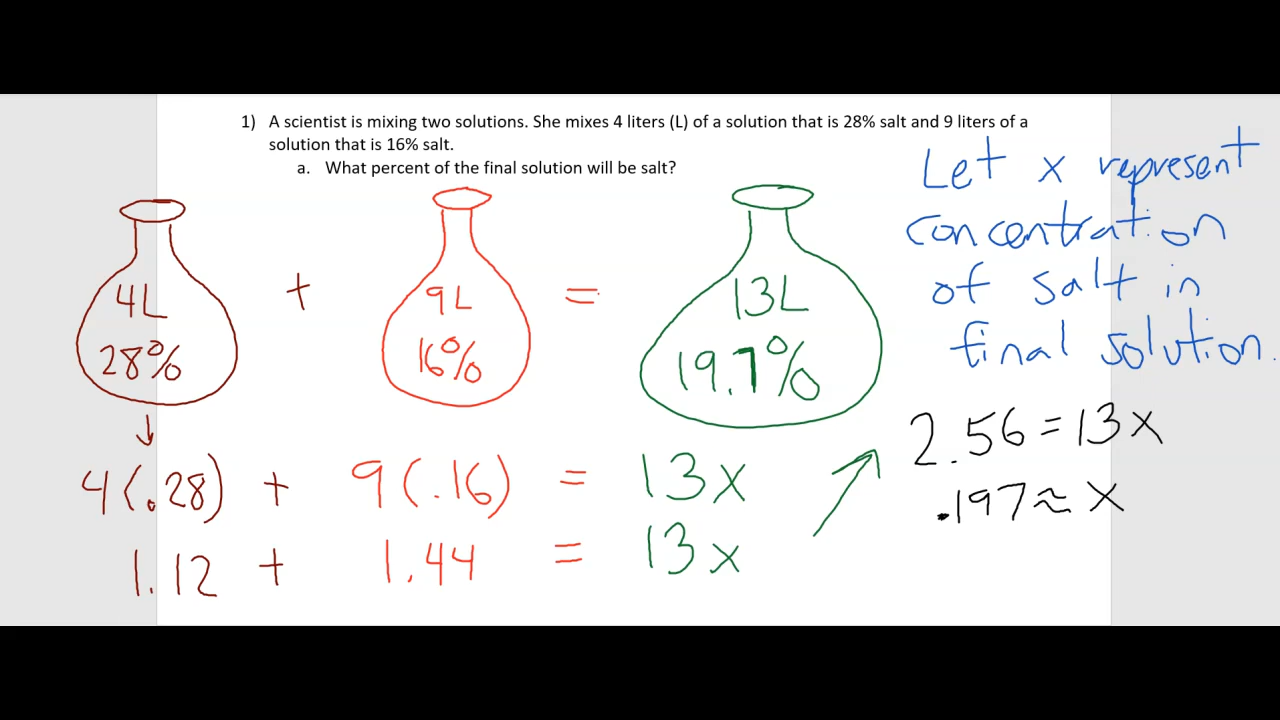 1) A scientist is mixing two solutions. She mixes 4 liters (L) of a solution that is 28% salt and 9 liters of a
solution that is 16% salt.
a. What percent of the final solution will be salt?
Let x represent
concentration
of salt in
final solution.
4L + 9L = 13L
28% 16% 19.7%
4(.28) + 9(.16) = 13x
1.12 + 1.44 = 13x
2.56 = 13x
.197 ≈ x